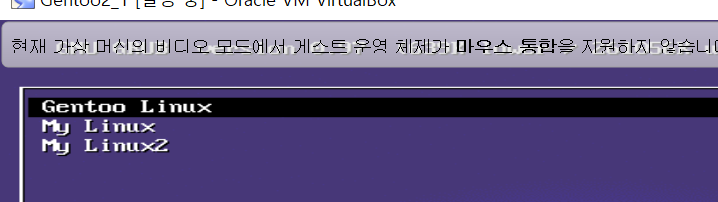 Gentoo2_1 [실행 중] - Oracle VM VirtualBox
현재 가상 머신의 비디오 모드에서 게스트 운영 체제가 마우스 통합을 지원하지 않습니
Gentoo Linux
My Linux
My Linux2